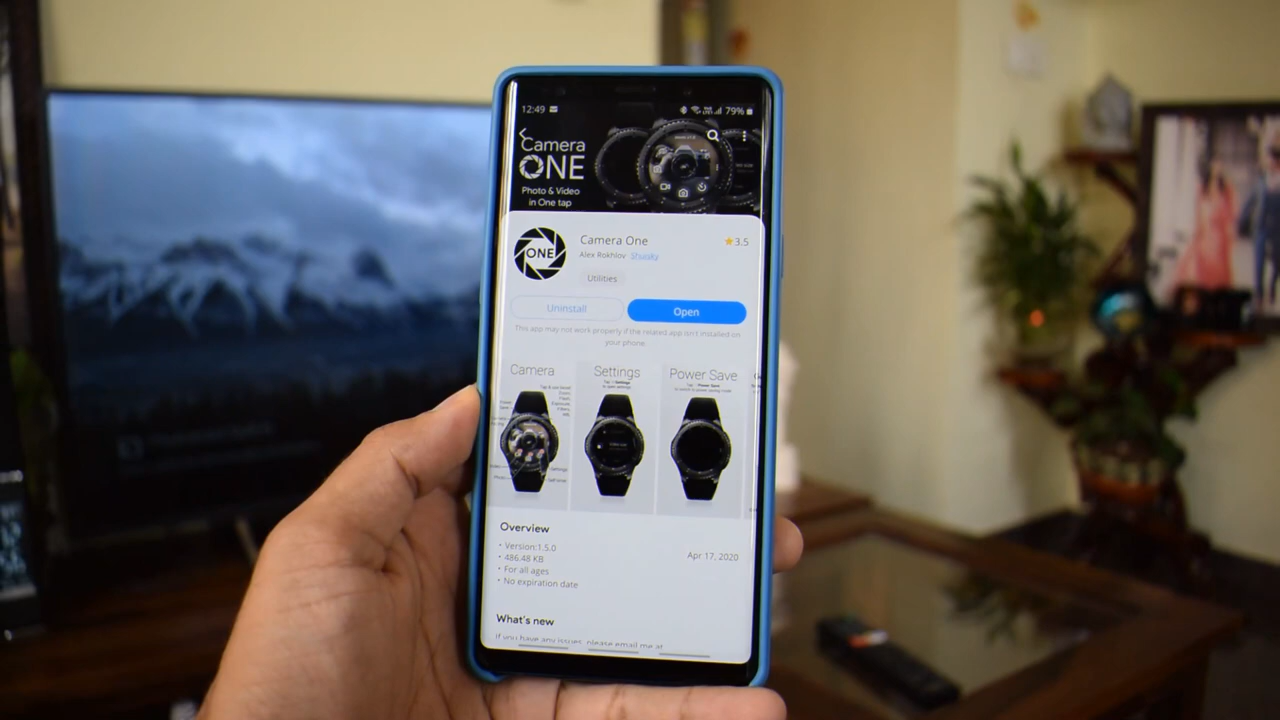 12:49
79%
Camera
ONE
Photo & Video
in One tap
ONE
Camera One
3.5
Alex Rokhlov
Utilities
Uninstall
Open
This app may not work properly if the related app isn't installed on
your phone
Camera
Settings
Power Save
Overview
• Version:1.5.0
Apr 17, 2020
• 486.48 KB
• For all ages
• No expiration date
What's new
If you have any issues, please email me at